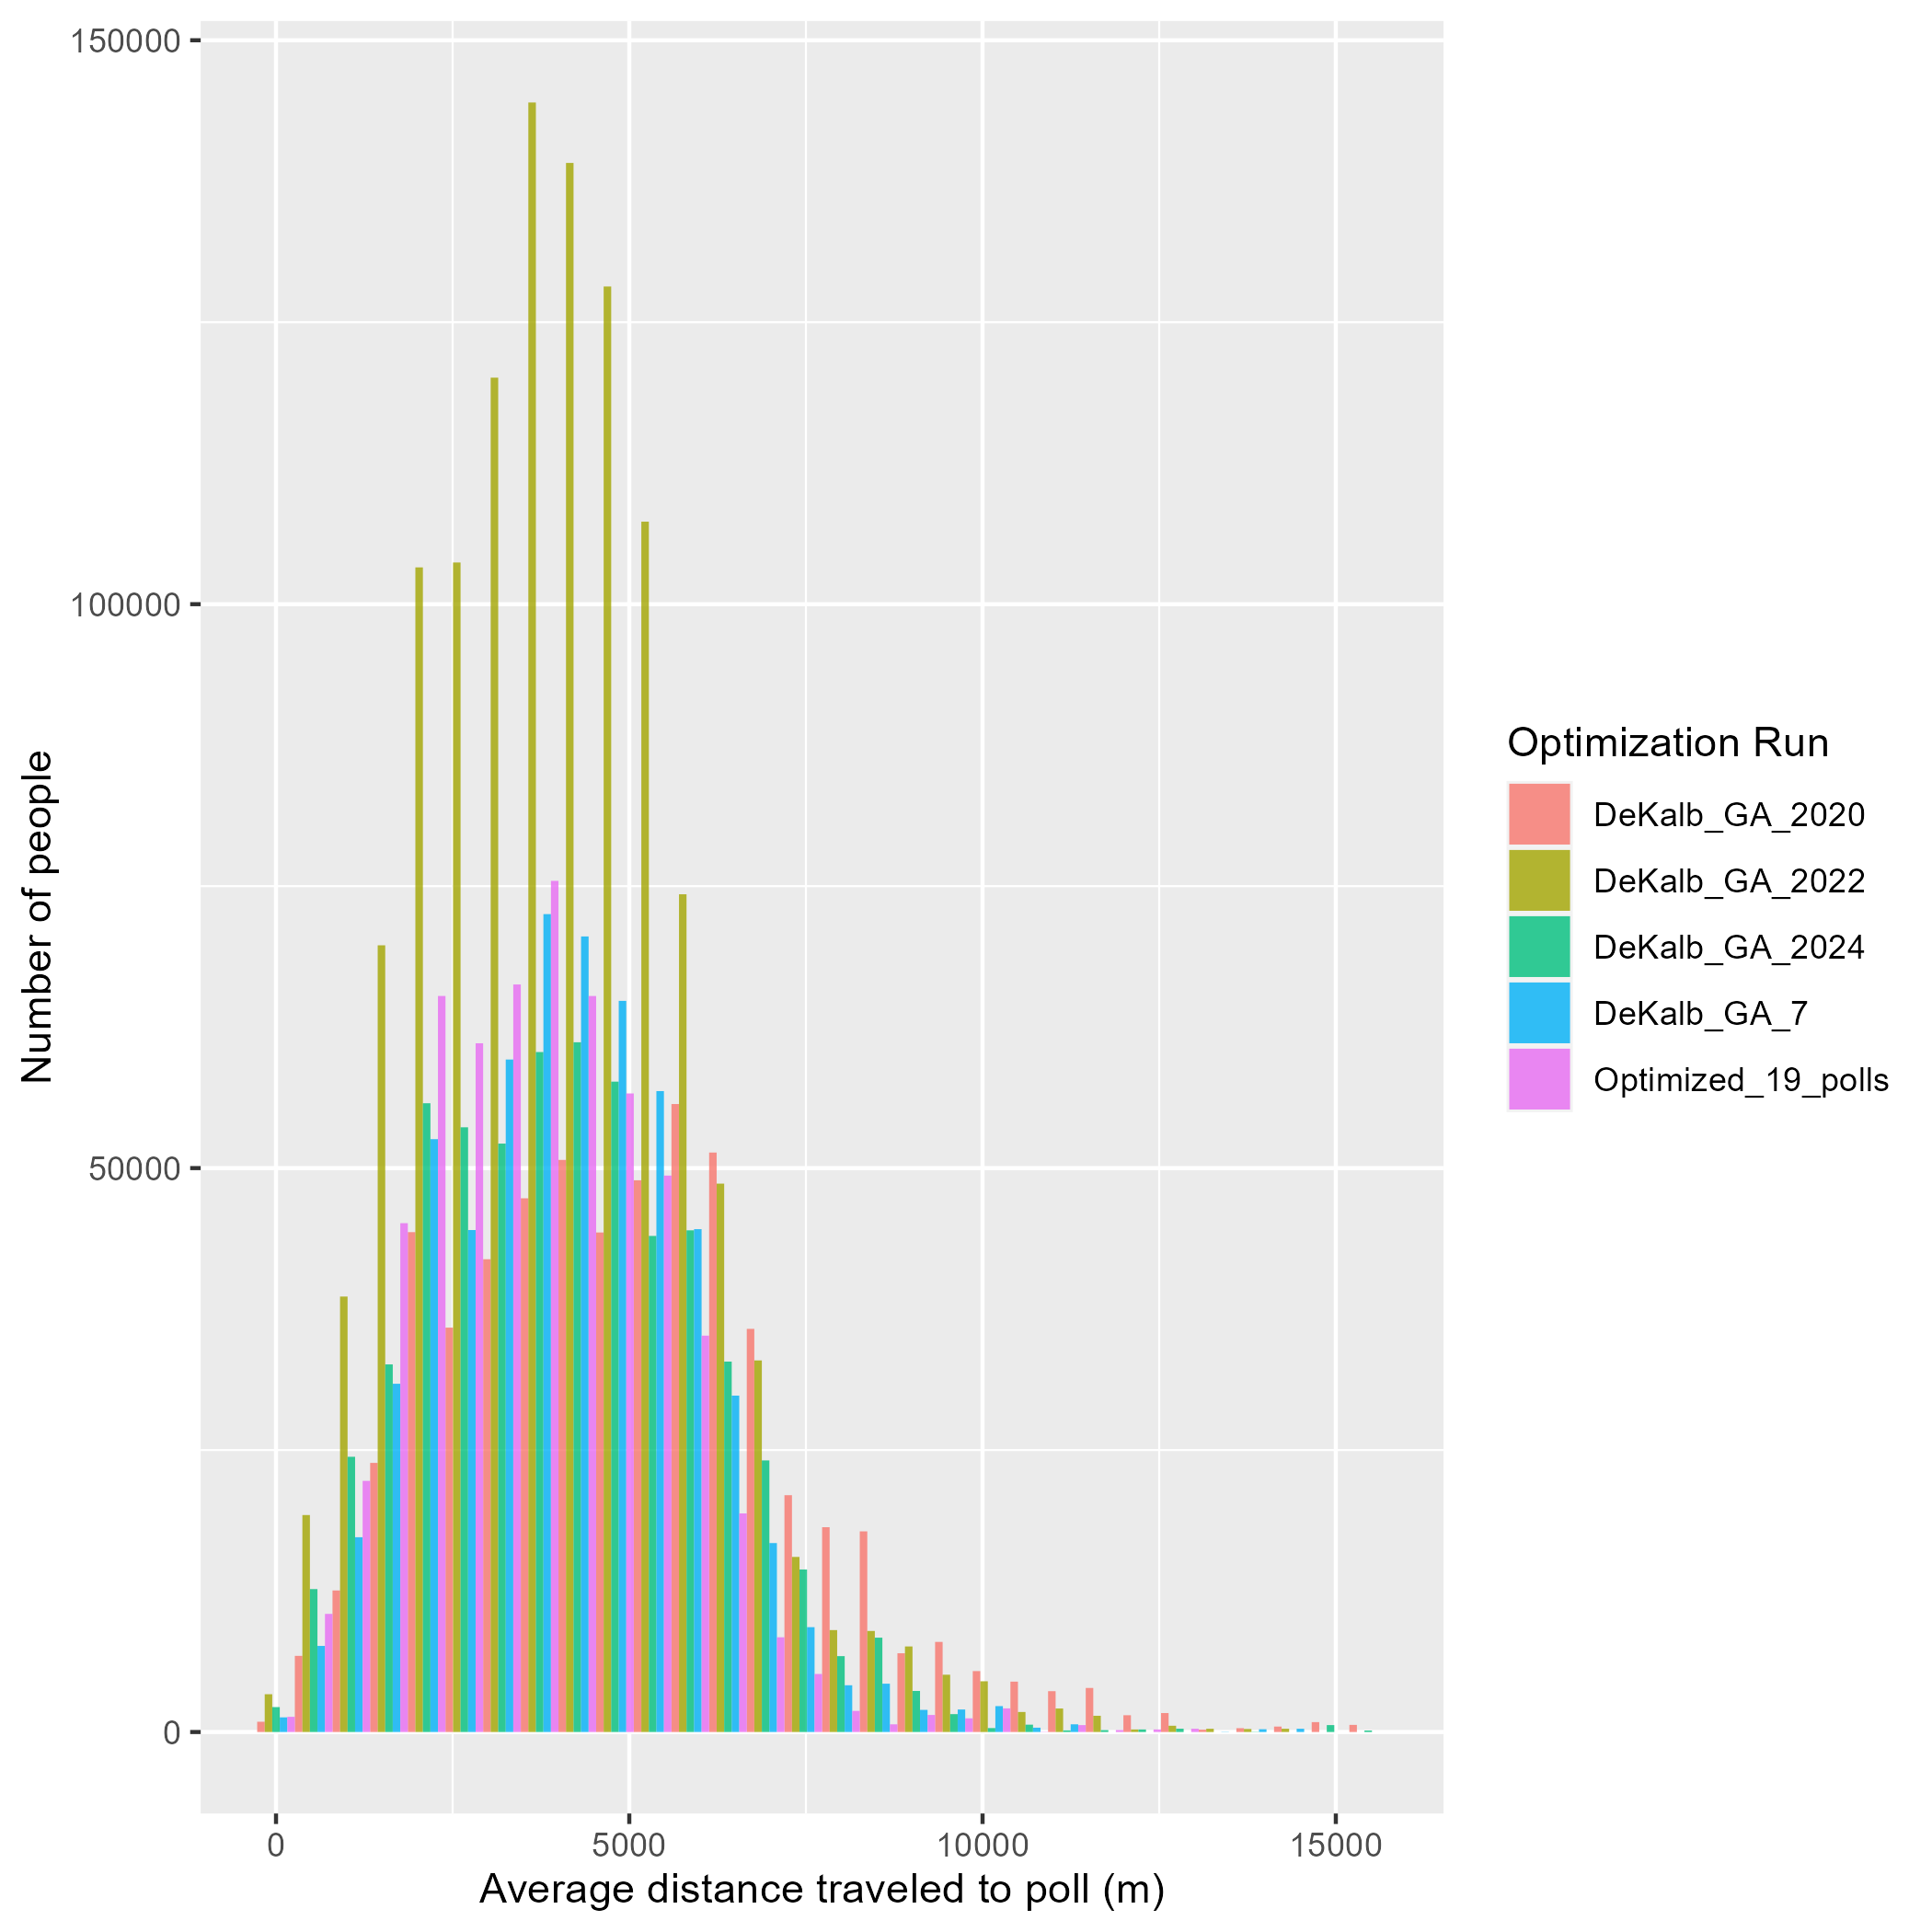 150000
100000
50000
0
Number of people
0 5000 10000 15000
Average distance traveled to poll (m)
Optimization Run
DeKalb_GA_2020
DeKalb_GA_2022
DeKalb_GA_2024
DeKalb_GA_7
Optimized_19_polls